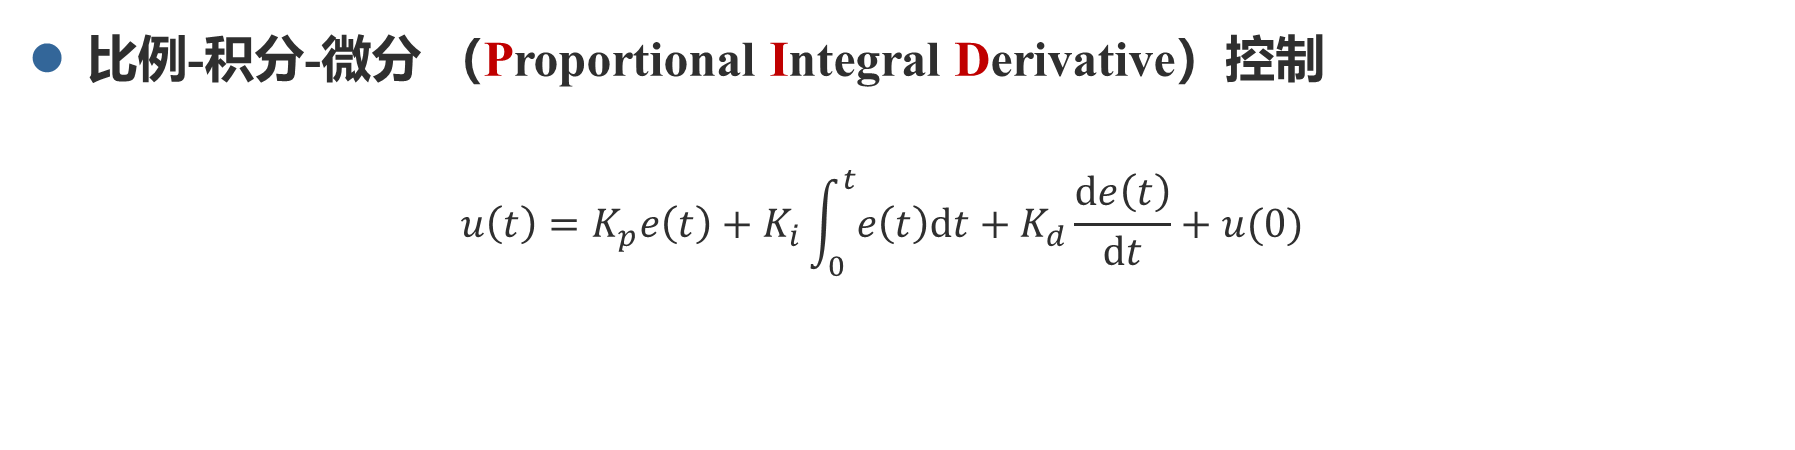 比例-积分-微分 （Proportional Integral Derivative）控制
u(t) = K_p e(t) + K_i ∫_0^t e(t)dt + K_d de(t)/dt + u(0)